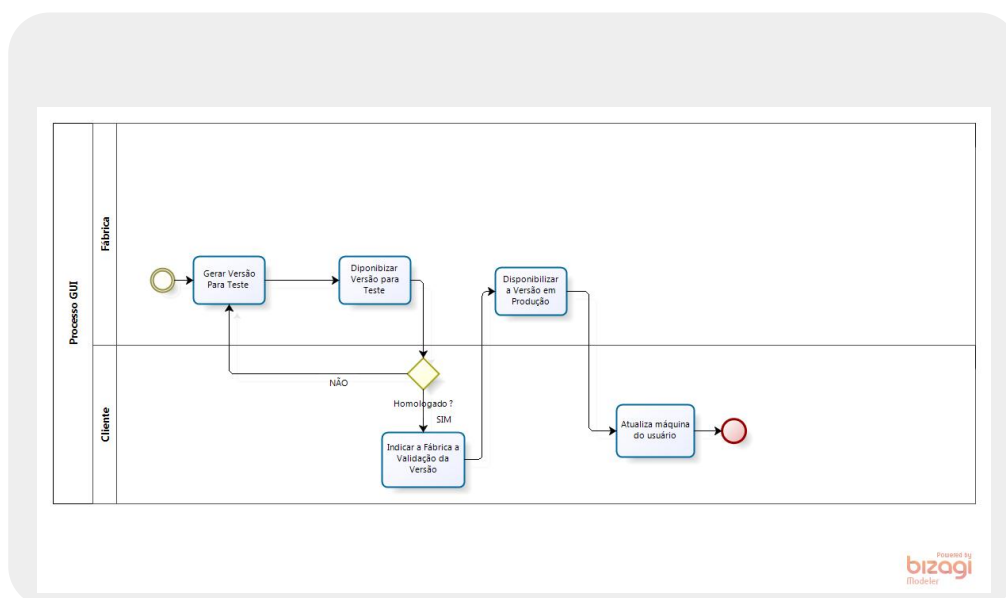 Processo GUI
Fábrica
Gerar Versão
Para Teste
Diponibizar
Versão para
Teste
Disponibilizar
a Versão em
Produção
Cliente
NÃO
Homologado ?
SIM
Indicar a Fábrica a
Validação da
Versão
Atualiza máquina
do usuário
Powered by
bizagi
Modeler